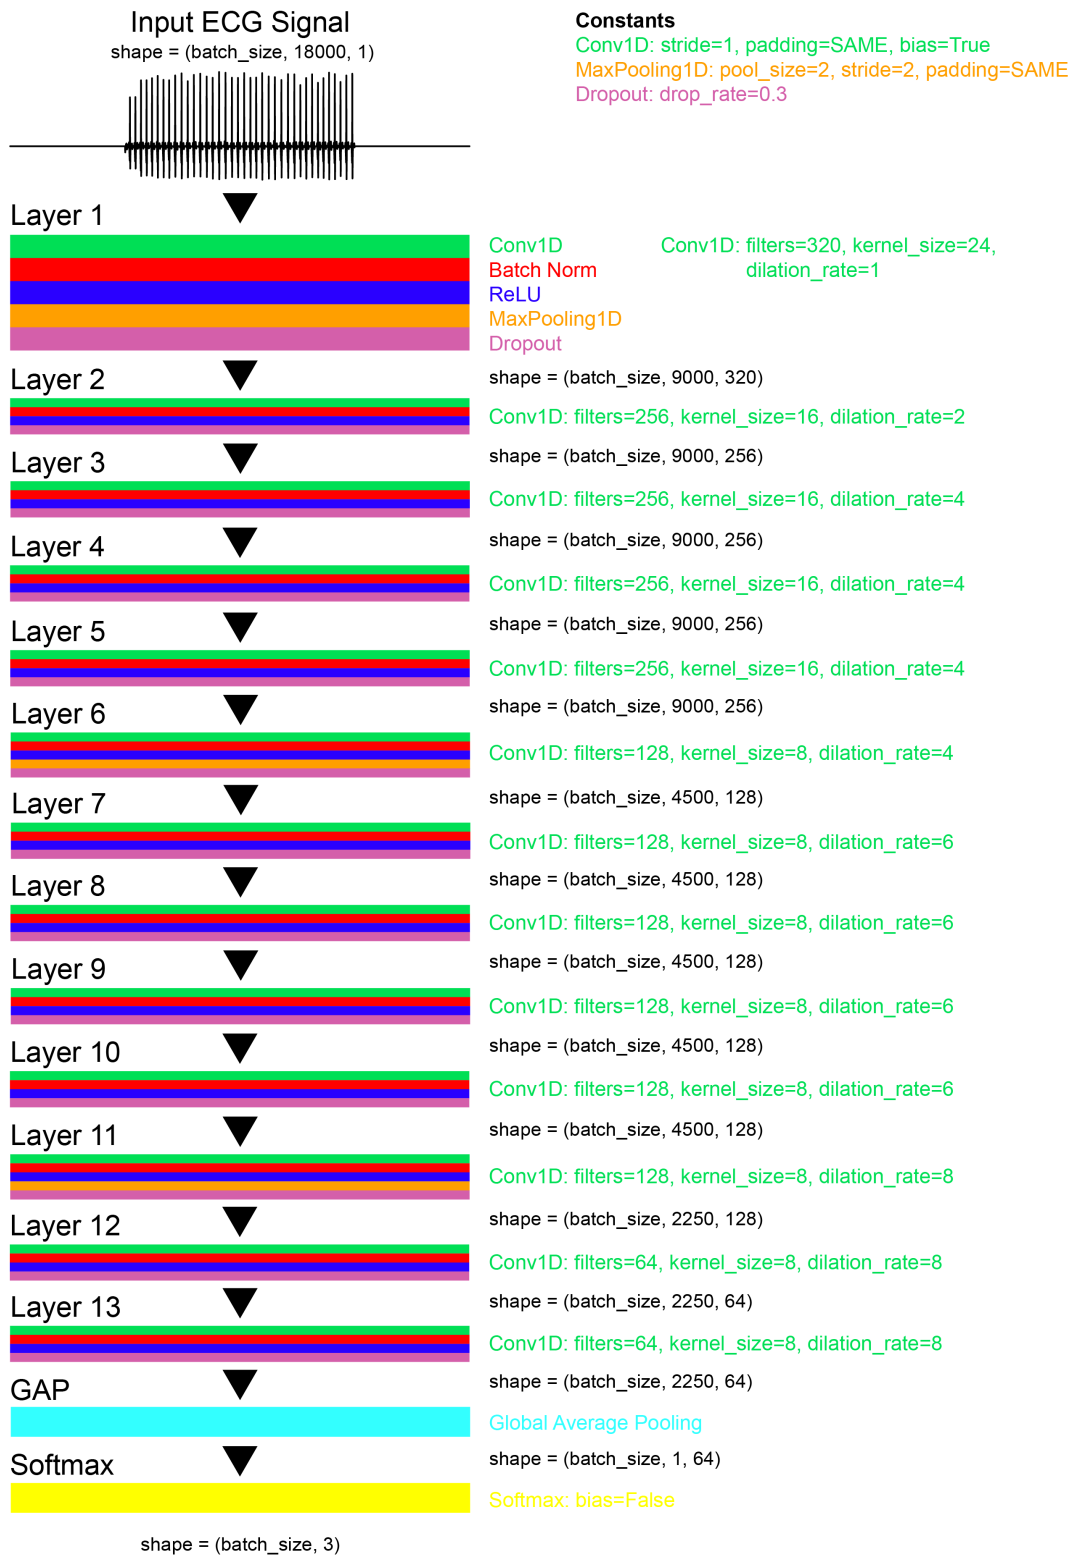 Input ECG Signal
shape = (batch_size, 18000, 1)
Constants
Conv1D: stride=1, padding=SAME, bias=True
MaxPooling1D: pool_size=2, stride=2, padding=SAME
Dropout: drop_rate=0.3
Layer 1
Conv1D
Batch Norm
ReLU
MaxPooling1D
Dropout
Conv1D: filters=320, kernel_size=24,
dilation_rate=1
shape = (batch_size, 9000, 320)
Layer 2
Conv1D: filters=256, kernel_size=16, dilation_rate=2
shape = (batch_size, 9000, 256)
Layer 3
Conv1D: filters=256, kernel_size=16, dilation_rate=4
shape = (batch_size, 9000, 256)
Layer 4
Conv1D: filters=256, kernel_size=16, dilation_rate=4
shape = (batch_size, 9000, 256)
Layer 5
Conv1D: filters=256, kernel_size=16, dilation_rate=4
shape = (batch_size, 9000, 256)
Layer 6
Conv1D: filters=128, kernel_size=8, dilation_rate=4
shape = (batch_size, 4500, 128)
Layer 7
Conv1D: filters=128, kernel_size=8, dilation_rate=6
shape = (batch_size, 4500, 128)
Layer 8
Conv1D: filters=128, kernel_size=8, dilation_rate=6
shape = (batch_size, 4500, 128)
Layer 9
Conv1D: filters=128, kernel_size=8, dilation_rate=6
shape = (batch_size, 4500, 128)
Layer 10
Conv1D: filters=128, kernel_size=8, dilation_rate=6
shape = (batch_size, 4500, 128)
Layer 11
Conv1D: filters=128, kernel_size=8, dilation_rate=8
shape = (batch_size, 2250, 128)
Layer 12
Conv1D: filters=64, kernel_size=8, dilation_rate=8
shape = (batch_size, 2250, 64)
Layer 13
Conv1D: filters=64, kernel_size=8, dilation_rate=8
shape = (batch_size, 2250, 64)
GAP
Global Average Pooling
shape = (batch_size, 1, 64)
Softmax
Softmax: bias=False
shape = (batch_size, 3)